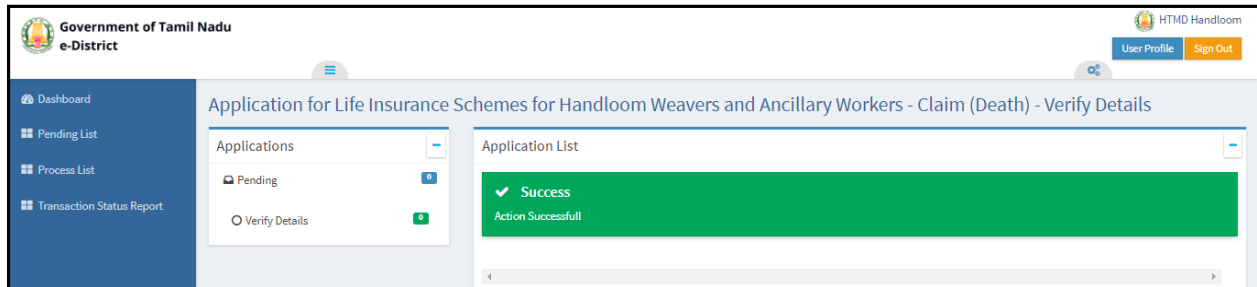 Government of Tamil Nadu
e-District
HTMD Handloom
User Profile
Sign Out
Dashboard
Pending List
Process List
Transaction Status Report
Application for Life Insurance Schemes for Handloom Weavers and Ancillary Workers - Claim (Death) - Verify Details
Applications
Pending 0
Verify Details 0
Application List
Success
Action Successfull